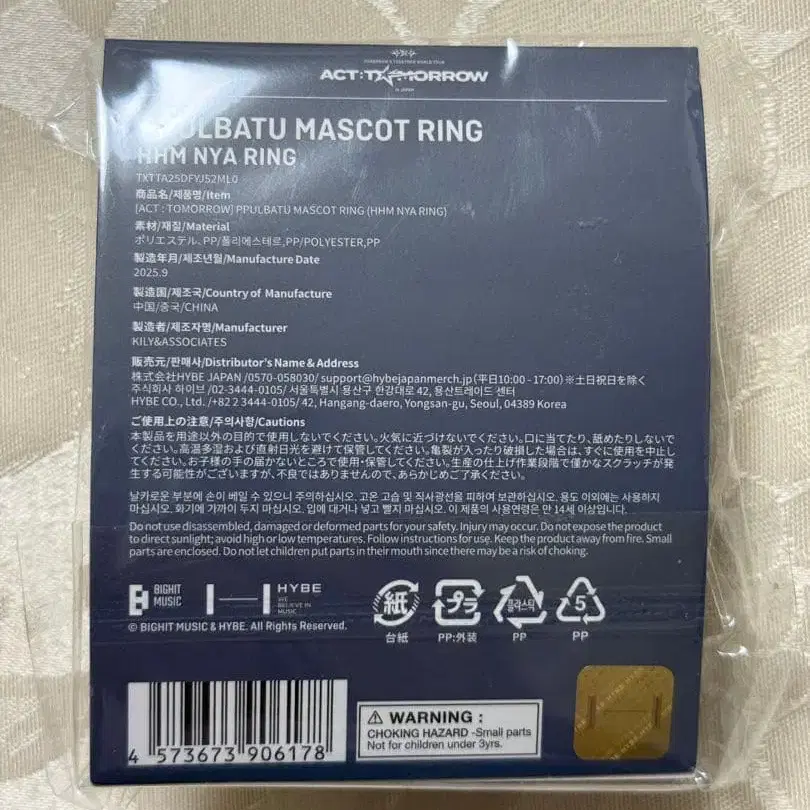 TOMORROW X TOGETHER WORLD TOUR
ACT : TOMORROW
IN JAPAN
PPULBATU MASCOT RING
HHM NYA RING
TXTTA25DFYJ52ML0
商品名/제품명/Item
[ACT : TOMORROW] PPULBATU MASCOT RING (HHM NYA RING)
素材/재질/Material
ポリエステル、PP/폴리에스테르,PP/POLYESTER,PP
製造年月/제조년월/Manufacture Date
2025.9
製造国/제조국/Country of Manufacture
中国/중국/CHINA
製造者/제조자명/Manufacturer
KILY&ASSOCIATES
販売元/판매사/Distributor's Name & Address
株式会社HYBE JAPAN /0570-058030/ support@hybejapanmerch.jp(平日10:00 - 17:00)※土日祝日を除く
주식회사 하이브 /02-3444-0105/ 서울특별시 용산구 한강대로 42, 용산트레이드 센터
HYBE CO., Ltd. /+82 2 3444-0105/ 42, Hangang-daero, Yongsan-gu, Seoul, 04389 Korea
ご使用上の注意/주의사항/Cautions
本製品を用途以外の目的で使用しないでください。火気に近づけないでください。口に当てたり、舐めたりしないで
ください。高温多湿および直射日光を避けて保管してください。亀裂が入ったり破損した場合は、すぐに使用を中止し
てください。お子様の手の届かないところで使用・保管してください。生産の仕上げ作業段階で僅かなスクラッチが発
生する可能性がございますが、不良ではありませんので、あらかじめご了承ください。
날카로운 부분에 손이 베일 수 있으니 주의하십시오. 고온 고습 및 직사광선을 피하여 보관하십시오. 용도 이외에는 사용하지
마십시오. 화기에 가까이 두지 마십시오. 입에 대거나 넣고 빨지 마십시오. 이 제품의 사용연령은 만 14세 이상입니다.
Do not use disassembled, damaged or deformed parts for your safety. Injury may occur. Do not expose the product
to direct sunlight; avoid high or low temperatures. Follow instructions for use. Keep the product away from fire. Small
parts are enclosed. Do not let children put parts in their mouth since there may be a risk of choking.
BIGHIT
MUSIC
HYBE
WE
BELIEVE IN
MUSIC
© BIGHIT MUSIC & HYBE. All Rights Reserved.
紙
台紙
プラ
PP:外装
플라스틱
PP
5
PP
4 573673 906178
WARNING :
CHOKING HAZARD -Small parts
Not for children under 3yrs.